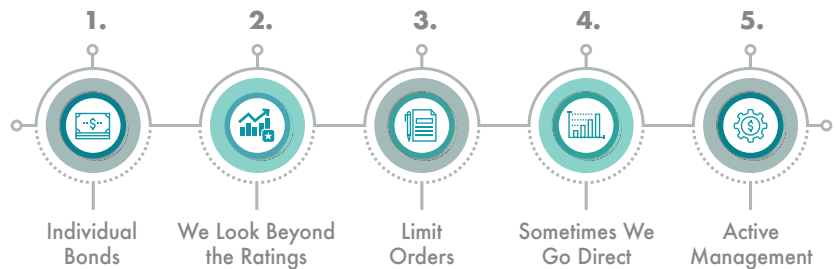 1.
2.
3.
4.
5.
-$-
$
Individual
Bonds
We Look Beyond
the Ratings
Limit
Orders
Sometimes We
Go Direct
Active
Management